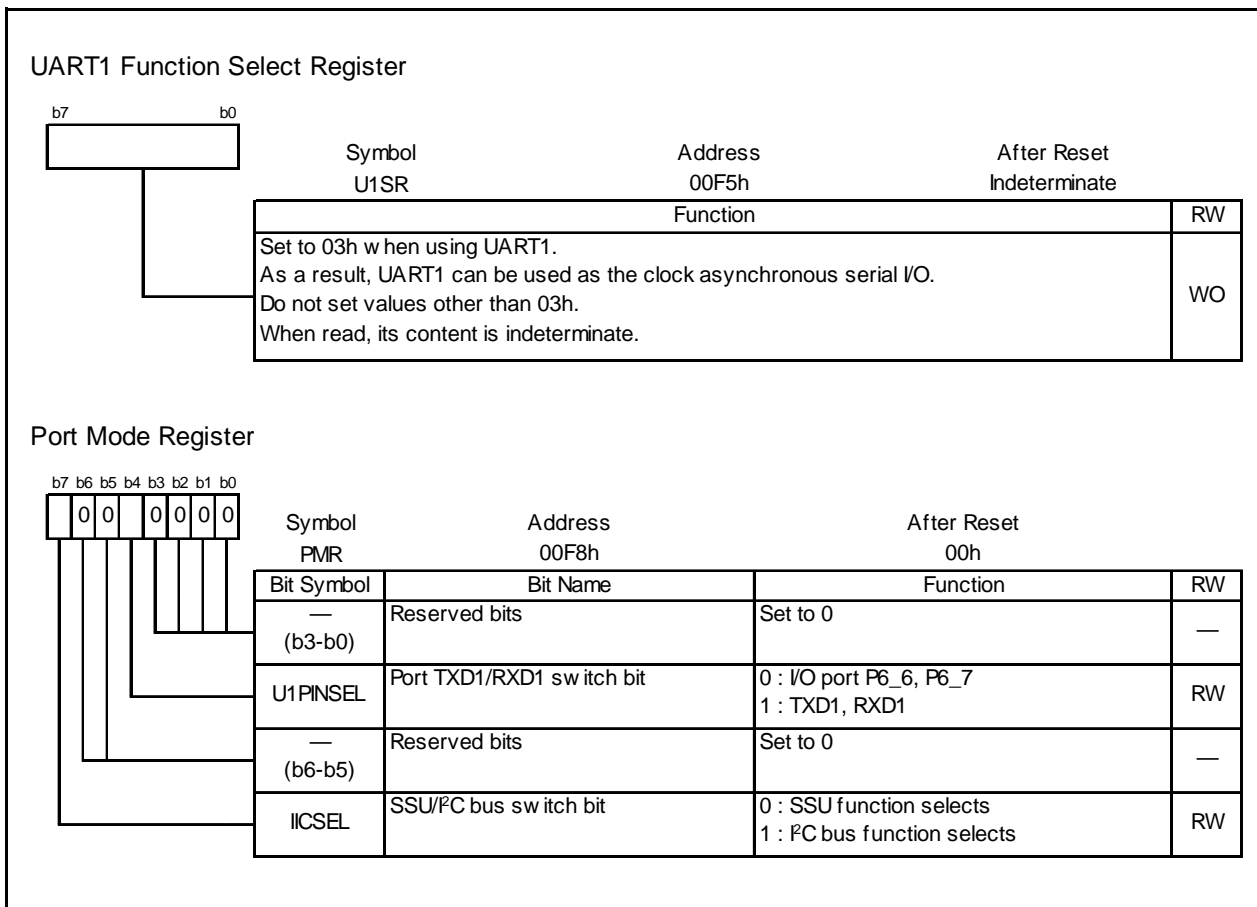 UART1 Function Select Register
b7 b0
Symbol Address After Reset
U1SR 00F5h Indeterminate
Function RW
Set to 03h when using UART1.
As a result, UART1 can be used as the clock asynchronous serial I/O.
Do not set values other than 03h.
When read, its content is indeterminate.
WO
Port Mode Register
b7 b6 b5 b4 b3 b2 b1 b0
0 0 0 0 0 0
Symbol Address After Reset
PMR 00F8h 00h
Bit Symbol Bit Name Function RW
— (b3-b0) Reserved bits Set to 0 —
U1PINSEL Port TXD1/RXD1 switch bit 0 : I/O port P6_6, P6_7
1 : TXD1, RXD1 RW
— (b6-b5) Reserved bits Set to 0 —
IICSEL SSU/I²C bus switch bit 0 : SSU function selects
1 : I²C bus function selects RW